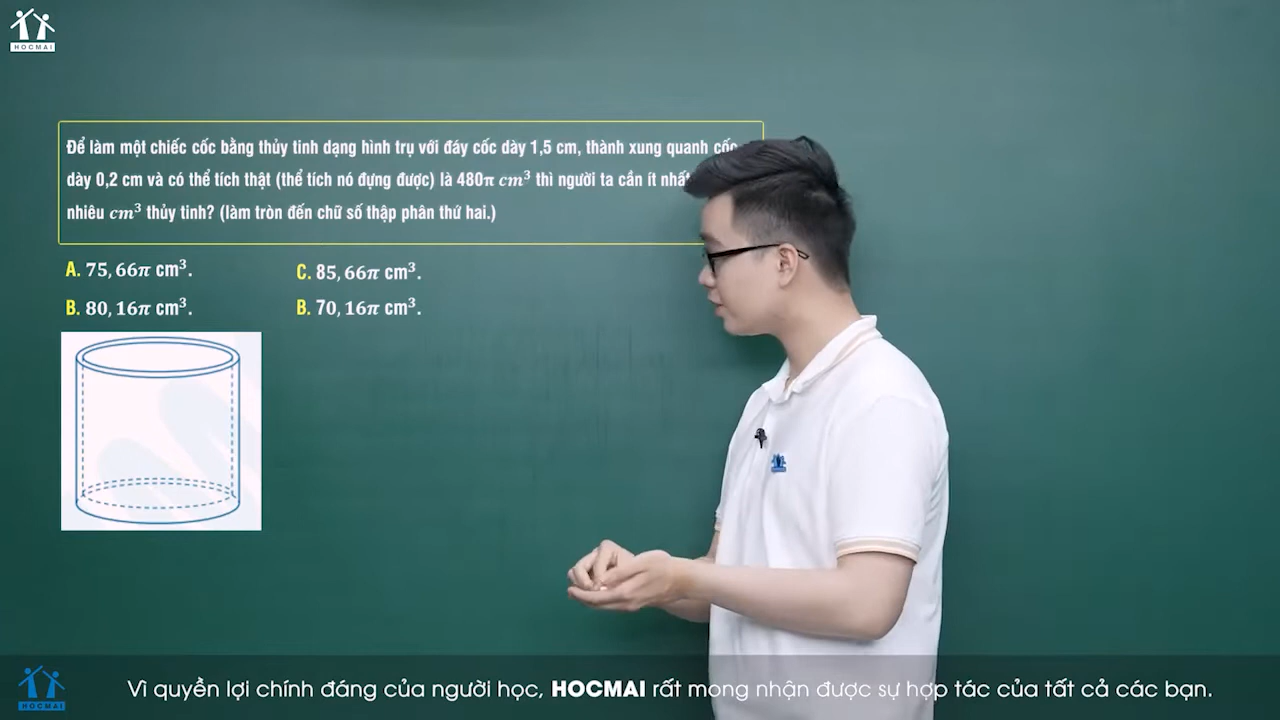 HOCMAI
Để làm một chiếc cốc bằng thủy tinh dạng hình trụ với đáy cốc dày 1,5 cm, thành xung quanh cốc
dày 0,2 cm và có thể tích thật (thể tích nó đựng được) là 480π cm³ thì người ta cần ít nhất
nhiêu cm³ thủy tinh? (làm tròn đến chữ số thập phân thứ hai.)
A. 75,66π cm³. C. 85,66π cm³.
B. 80,16π cm³. B. 70,16π cm³.
HOCMAI
Vì quyền lợi chính đáng của người học, HOCMAI rất mong nhận được sự hợp tác của tất cả các bạn.